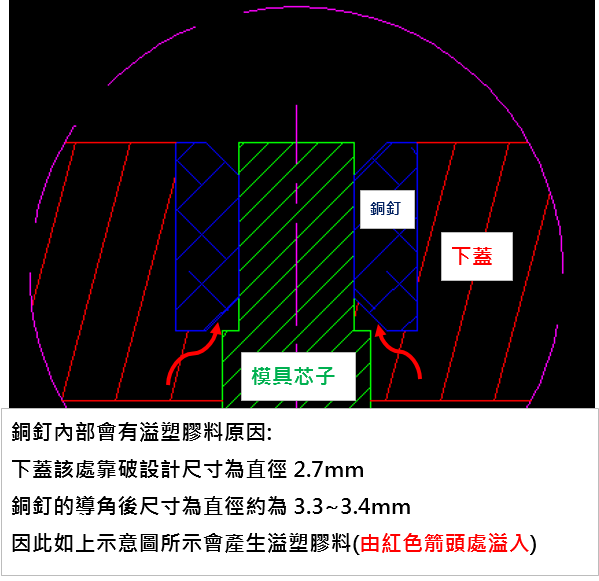 銅釘
下蓋
模具芯子
銅釘內部會有溢塑膠料原因:
下蓋該處靠破設計尺寸為直徑 2.7mm
銅釘的導角後尺寸為直徑約為 3.3~3.4mm
因此如上示意圖所示會產生溢塑膠料(由紅色箭頭處溢入)